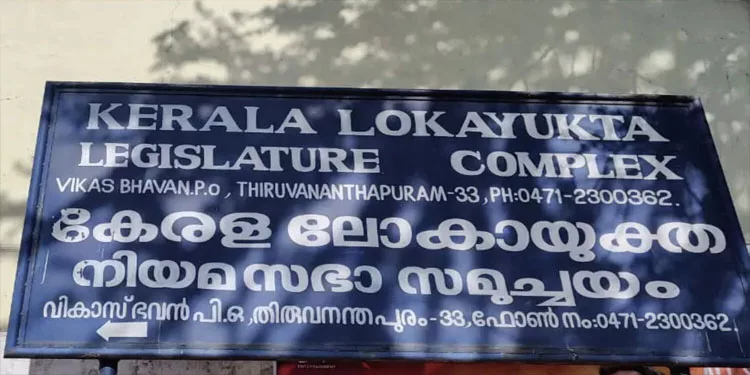 KERALA LOKAYUKTA
LEGISLATURE COMPLEX
VIKAS BHAVAN.P.o , THIRUVANANTHAPURAM-33, PH:0471-2300362.
കേരള ലോകായുക്ത
നിയമസഭാ സമുച്ചയം
വികാസ് ഭവൻ പി.ഒ ,തിരുവനന്തപുരം-33,ഫോൺ നം:0471-2300362.